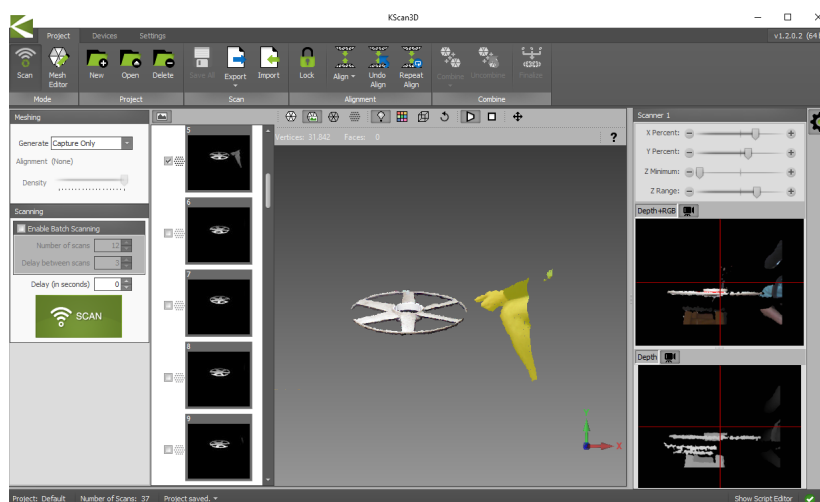 KScan3D
Project Devices Settings
v1.2.0.2 (64
Scan Mesh Editor New Open Delete Save All Export Import Lock Align Undo Align Repeat Align Combine Uncombine Finalize
Mode Project Scan Alignment Combine
Meshing
Generate Capture Only
Alignment (None)
Density
Scanning
Enable Batch Scanning
Number of scans 12
Delay between scans 3
Delay (in seconds) 0
SCAN
5
6
7
8
9
Vertices: 31,842 Faces: 0
?
Y
X
Scanner 1
X Percent:
Y Percent:
Z Minimum:
Z Range:
Depth+RGB
Depth
Project: Default Number of Scans: 37 Project saved.
Show Script Editor